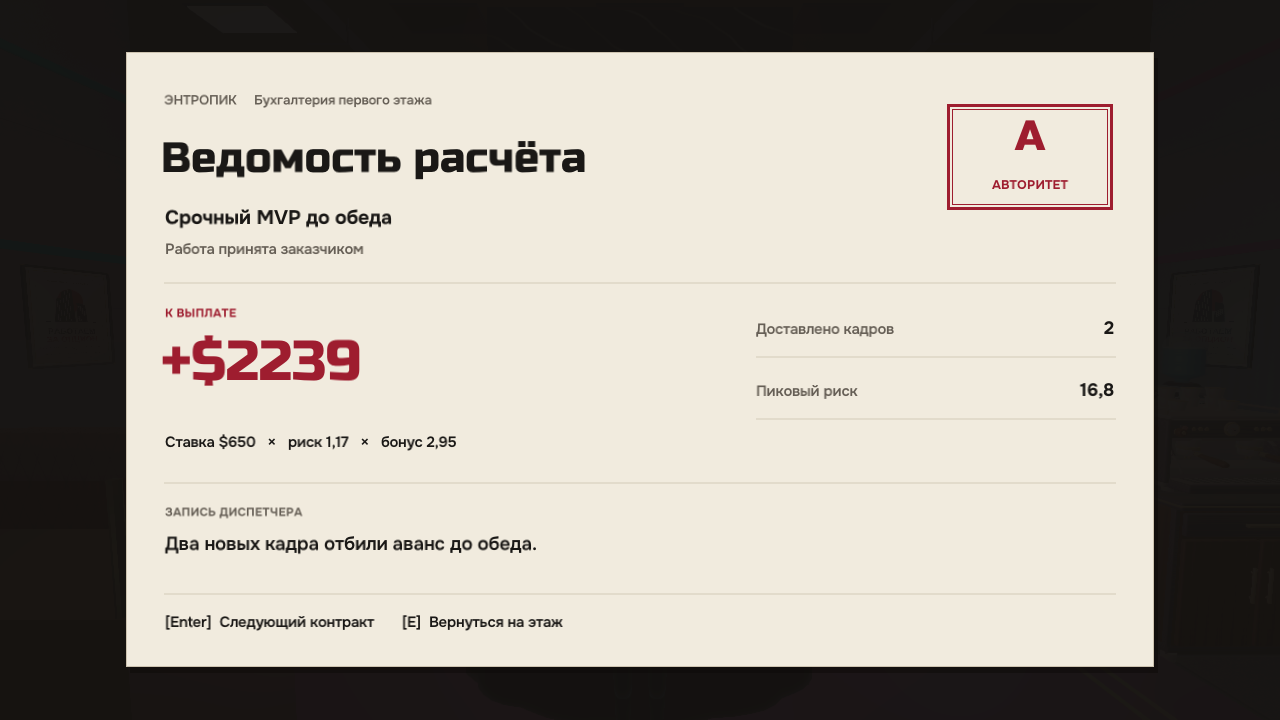 ЭНТРОПИК Бухгалтерия первого этажа
Ведомость расчёта
А
АВТОРИТЕТ
Срочный MVP до обеда
Работа принята заказчиком
К ВЫПЛАТЕ
+$2239
Ставка $650 × риск 1,17 × бонус 2,95
Доставлено кадров 2
Пиковый риск 16,8
ЗАПИСЬ ДИСПЕТЧЕРА
Два новых кадра отбили аванс до обеда.
[Enter] Следующий контракт [E] Вернуться на этаж